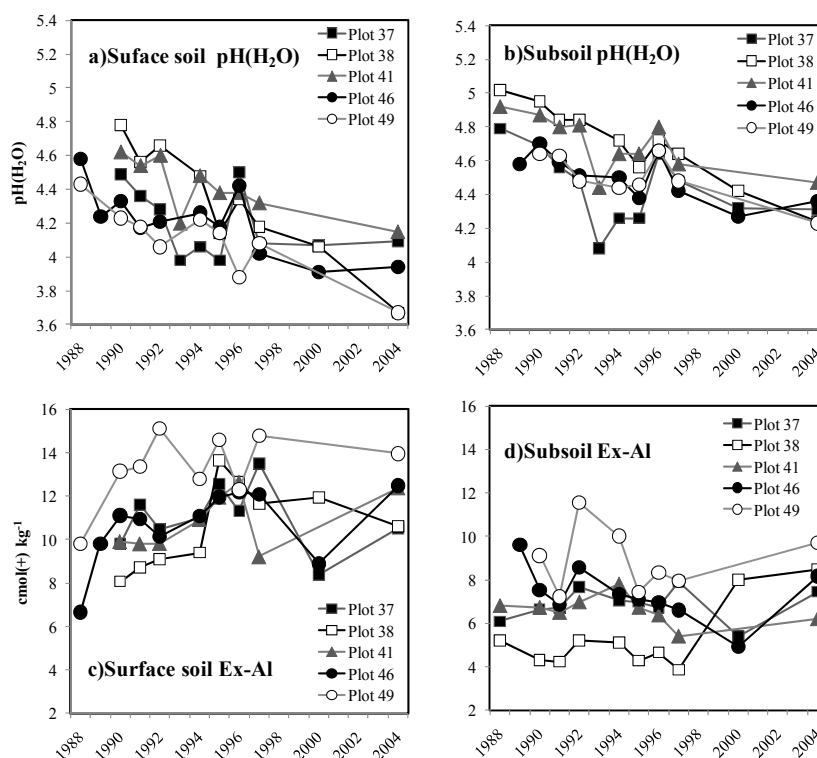 a)Suface soil pH(H2O)
Plot 37
Plot 38
Plot 41
Plot 46
Plot 49
pH(H2O)
5.4
5.2
5
4.8
4.6
4.4
4.2
4
3.8
3.6
1988
1990
1992
1994
1996
1998
2000
2002
2004
b)Subsoil pH(H2O)
Plot 37
Plot 38
Plot 41
Plot 46
Plot 49
5.4
5.2
5
4.8
4.6
4.4
4.2
4
3.8
3.6
1988
1990
1992
1994
1996
1998
2000
2002
2004
c)Surface soil Ex-Al
Plot 37
Plot 38
Plot 41
Plot 46
Plot 49
cmol(+) kg-1
16
14
12
10
8
6
4
2
1988
1990
1992
1994
1996
1998
2000
2002
2004
d)Subsoil Ex-Al
Plot 37
Plot 38
Plot 41
Plot 46
Plot 49
16
14
12
10
8
6
4
2
1988
1990
1992
1994
1996
1998
2000
2002
2004